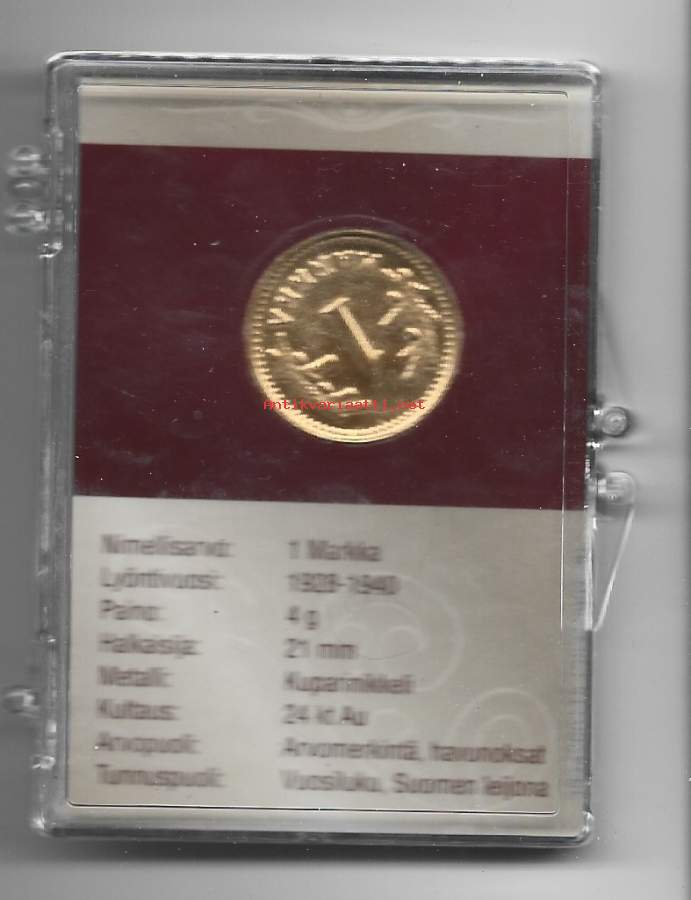 1
Antikvariaatti.net
Nimellisarvo: 1 Markka
Lyöntivuosi: 1928-1940
Paino: 4 g
Halkaisija: 21 mm
Metalli: Kuparinikkeli
Kultaus: 24 kt Au
Arvopuoli: Arvomerkintä, havunoksat
Tunnuspuoli: Vuosiluku, Suomen leijona